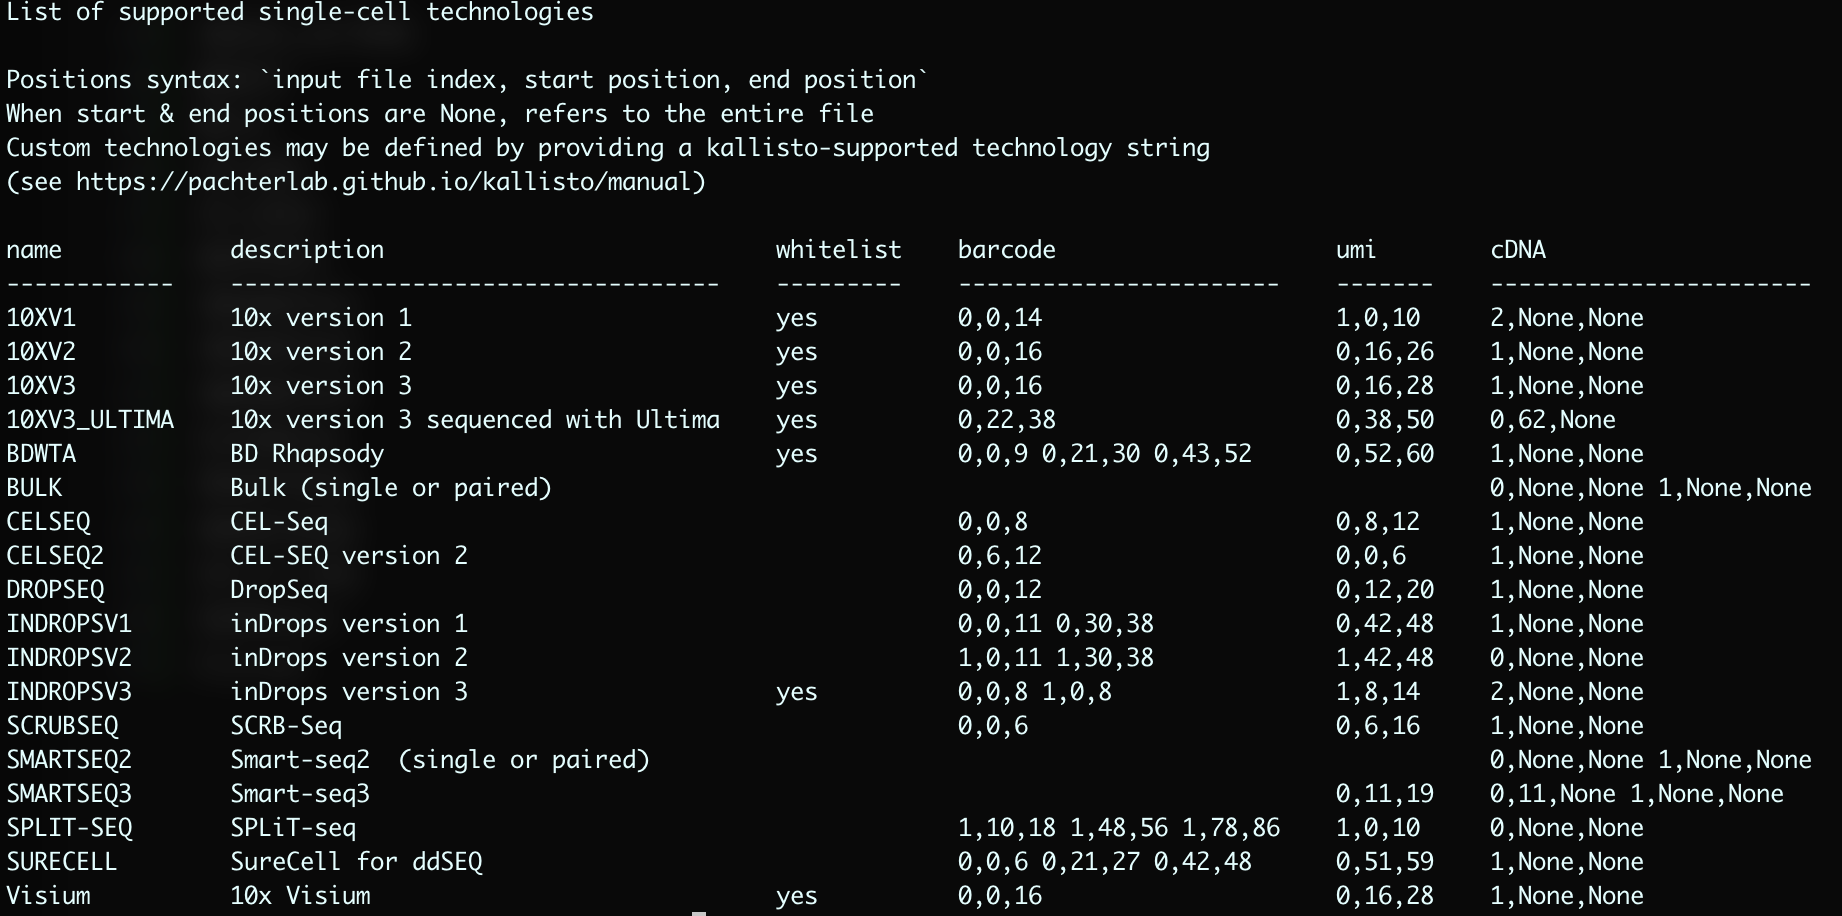 List of supported single-cell technologies

Positions syntax: `input file index, start position, end position`
When start & end positions are None, refers to the entire file
Custom technologies may be defined by providing a kallisto-supported technology string
(see https://pachterlab.github.io/kallisto/manual)

name            description                            whitelist    barcode                    umi        cDNA
------------    -----------------------------------    ---------    -----------------------    -------    -----------------------
10XV1           10x version 1                          yes          0,0,14                     1,0,10     2,None,None
10XV2           10x version 2                          yes          0,0,16                     0,16,26    1,None,None
10XV3           10x version 3                          yes          0,0,16                     0,16,28    1,None,None
10XV3_ULTIMA    10x version 3 sequenced with Ultima    yes          0,22,38                    0,38,50    0,62,None
BDWTA           BD Rhapsody                            yes          0,0,9 0,21,30 0,43,52      0,52,60    1,None,None
BULK            Bulk (single or paired)                                                                   0,None,None 1,None,None
CELSEQ          CEL-Seq                                             0,0,8                      0,8,12     1,None,None
CELSEQ2         CEL-SEQ version 2                                   0,6,12                     0,0,6      1,None,None
DROPSEQ         DropSeq                                             0,0,12                     0,12,20    1,None,None
INDROPSV1       inDrops version 1                                   0,0,11 0,30,38             0,42,48    1,None,None
INDROPSV2       inDrops version 2                                   1,0,11 1,30,38             1,42,48    0,None,None
INDROPSV3       inDrops version 3                      yes          0,0,8 1,0,8                1,8,14     2,None,None
SCRUBSEQ        SCRB-Seq                                            0,0,6                      0,6,16     1,None,None
SMARTSEQ2       Smart-seq2  (single or paired)                                                            0,None,None 1,None,None
SMARTSEQ3       Smart-seq3                                                                     0,11,19    0,11,None 1,None,None
SPLIT-SEQ       SPLiT-seq                                           1,10,18 1,48,56 1,78,86    1,0,10     0,None,None
SURECELL        SureCell for ddSEQ                                  0,0,6 0,21,27 0,42,48      0,51,59    1,None,None
Visium          10x Visium                             yes          0,0,16                     0,16,28    1,None,None